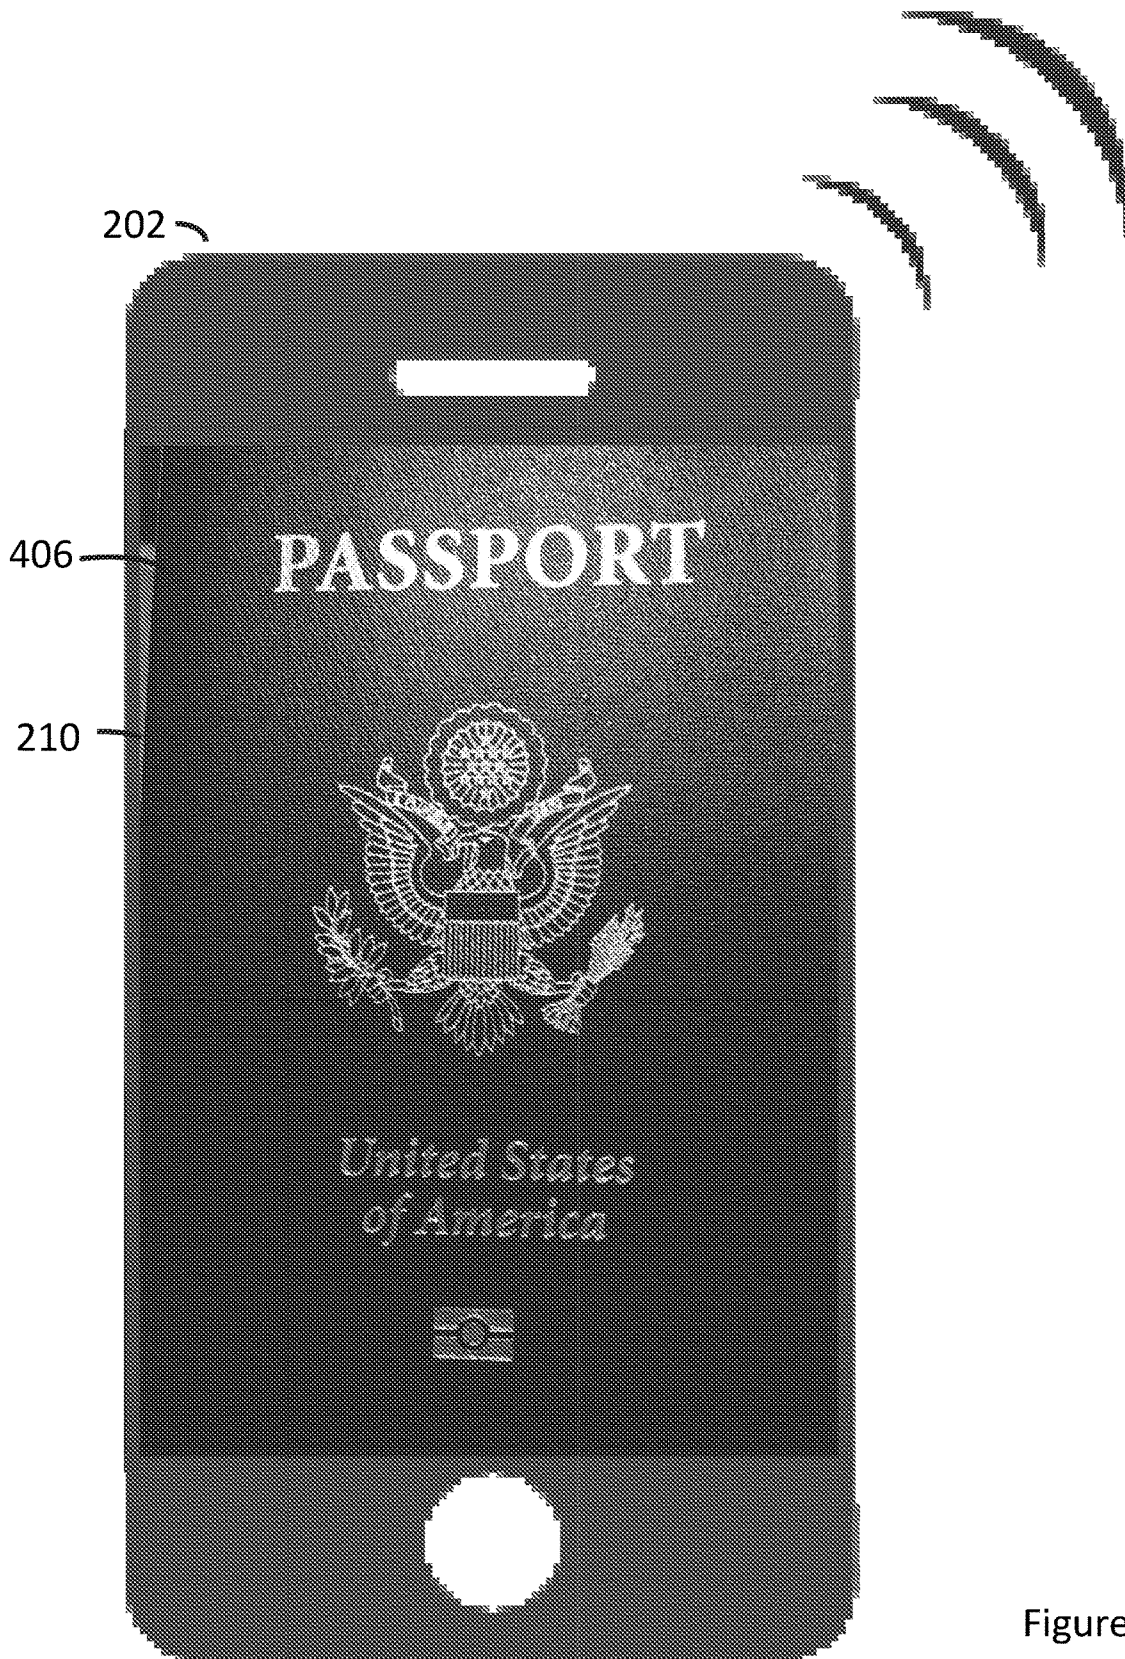 202
406
PASSPORT
210
United States
of America
Figure